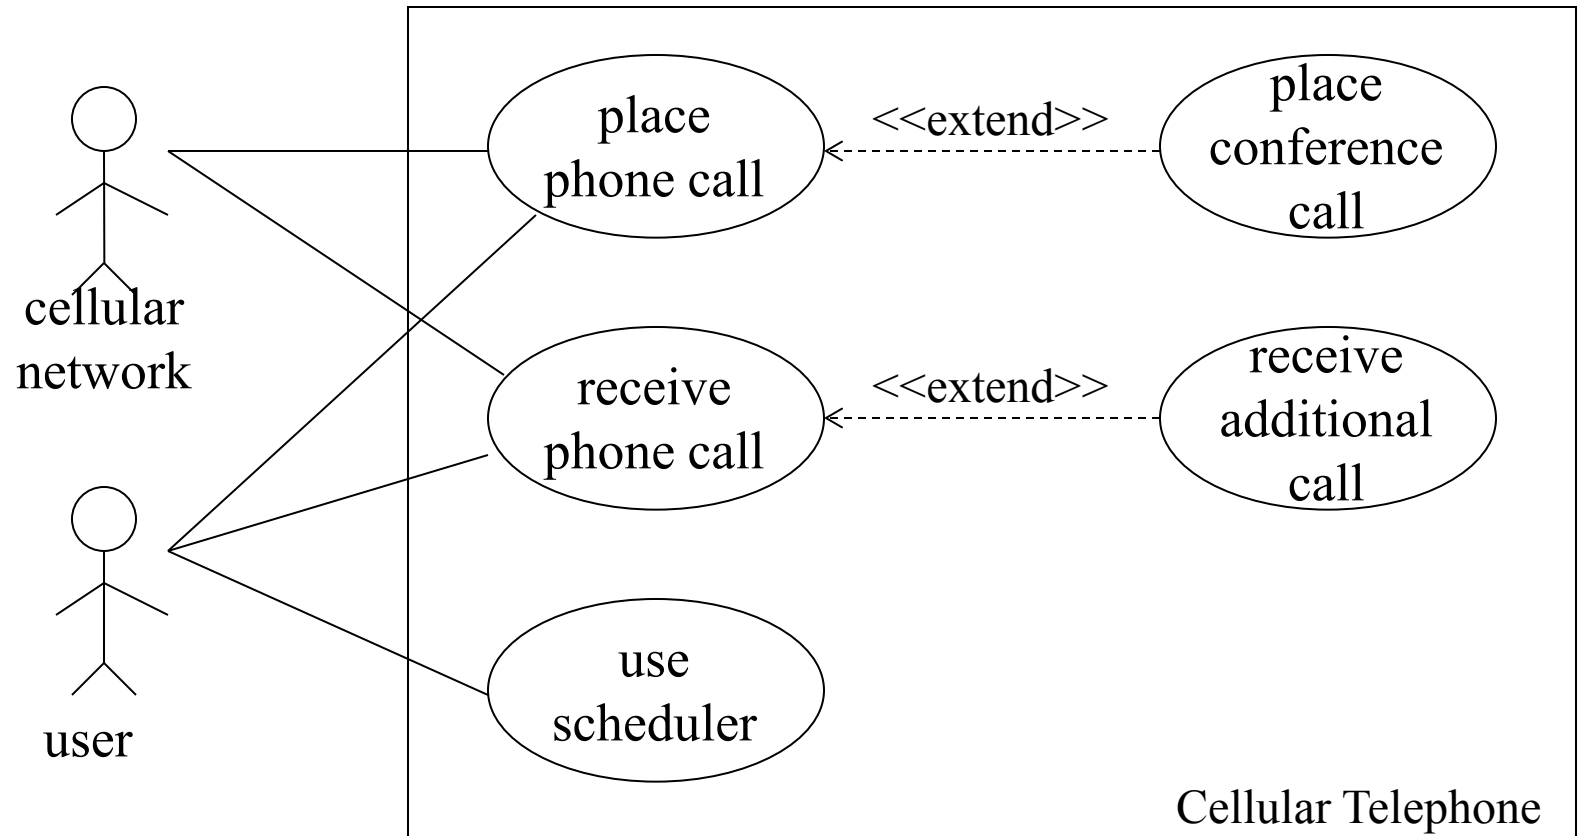 place
phone call
<<extend>>
place
conference
call
cellular
network
receive
phone call
<<extend>>
receive
additional
call
user
use
scheduler
Cellular Telephone